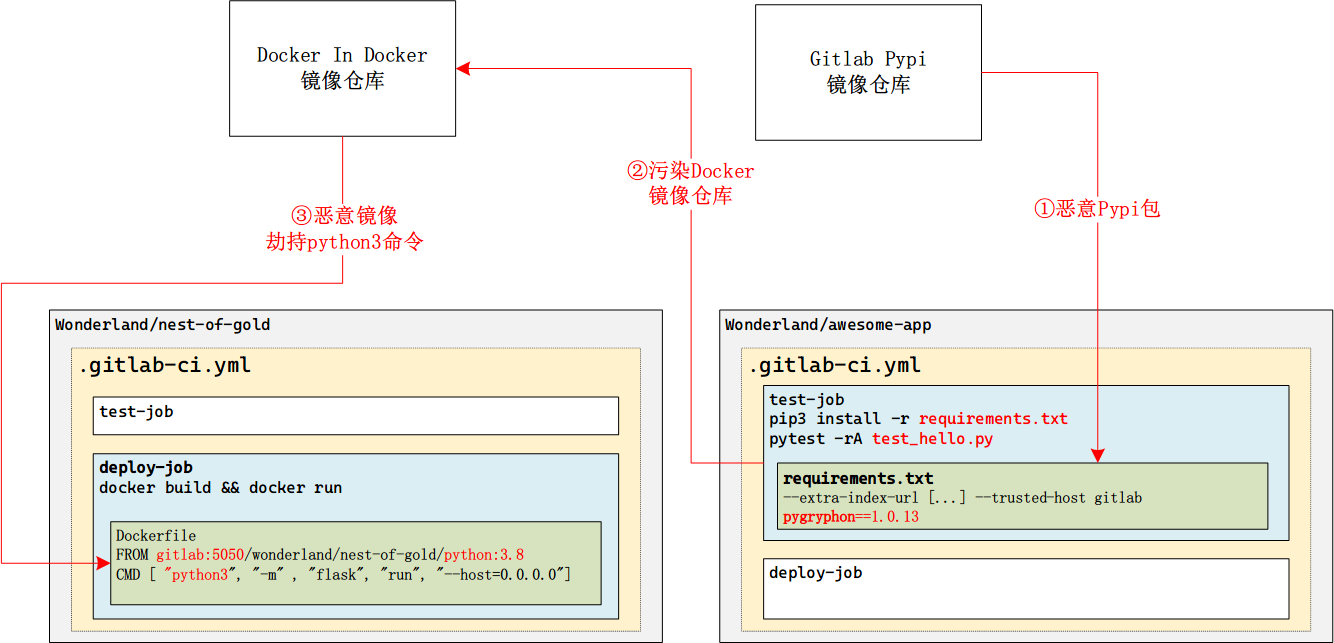 Docker In Docker
镜像仓库
Gitlab Pypi
镜像仓库
②污染Docker
镜像仓库
①恶意Pypi包
③恶意镜像
劫持python3命令
Wonderland/nest-of-gold
.gitlab-ci.yml
test-job
deploy-job
docker build && docker run
Dockerfile
FROM gitlab:5050/wonderland/nest-of-gold/python:3.8
CMD [ "python3", "-m" , "flask", "run", "--host=0.0.0.0"]
Wonderland/awesome-app
.gitlab-ci.yml
test-job
pip3 install -r requirements.txt
pytest -rA test_hello.py
requirements.txt
--extra-index-url [...] --trusted-host gitlab
pygryphon==1.0.13
deploy-job